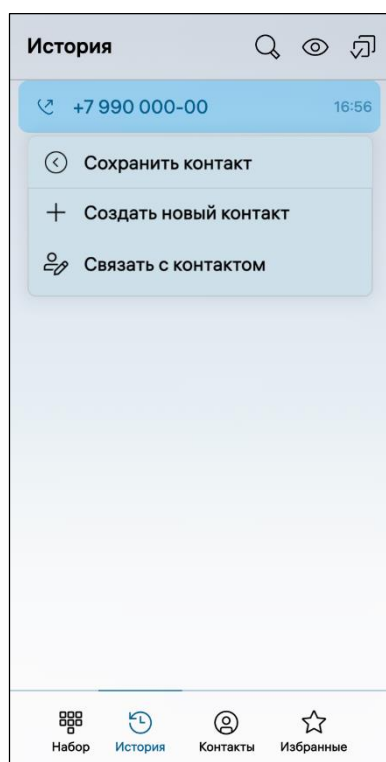 История
+7 990 000-00
16:56
Сохранить контакт
Создать новый контакт
Связать с контактом
Набор
История
Контакты
Избранные